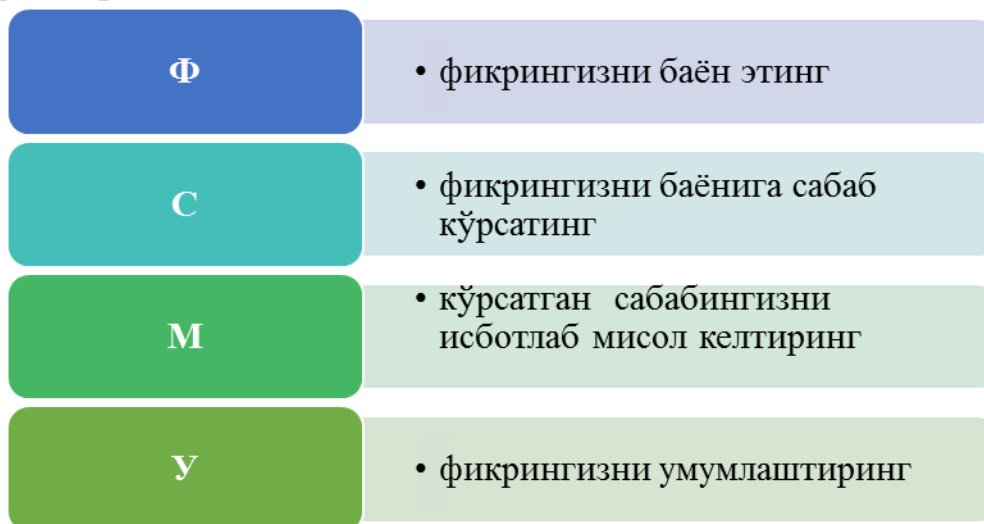 Ф
• фикрингизни баён этинг
С
• фикрингизни баёнига сабаб
кўрсатинг
М
• кўрсатган сабабингизни
исботлаб мисол келтиринг
У
• фикрингизни умумлаштиринг